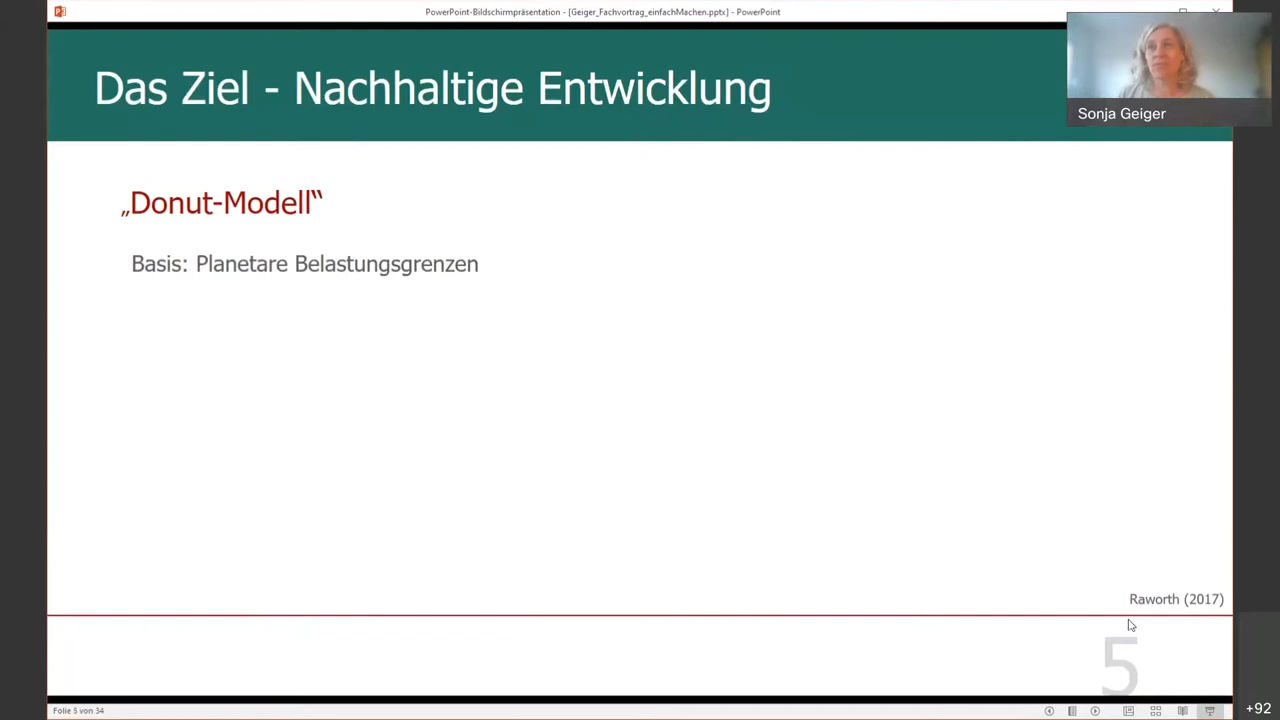 PowerPoint-Bildschirmpräsentation - [Geiger_Fachvortrag_einfachMachen.pptx] - PowerPoint
Das Ziel - Nachhaltige Entwicklung
Sonja Geiger
„Donut-Modell“
Basis: Planetare Belastungsgrenzen
Raworth (2017)
5
Folie 5 von 34
+92